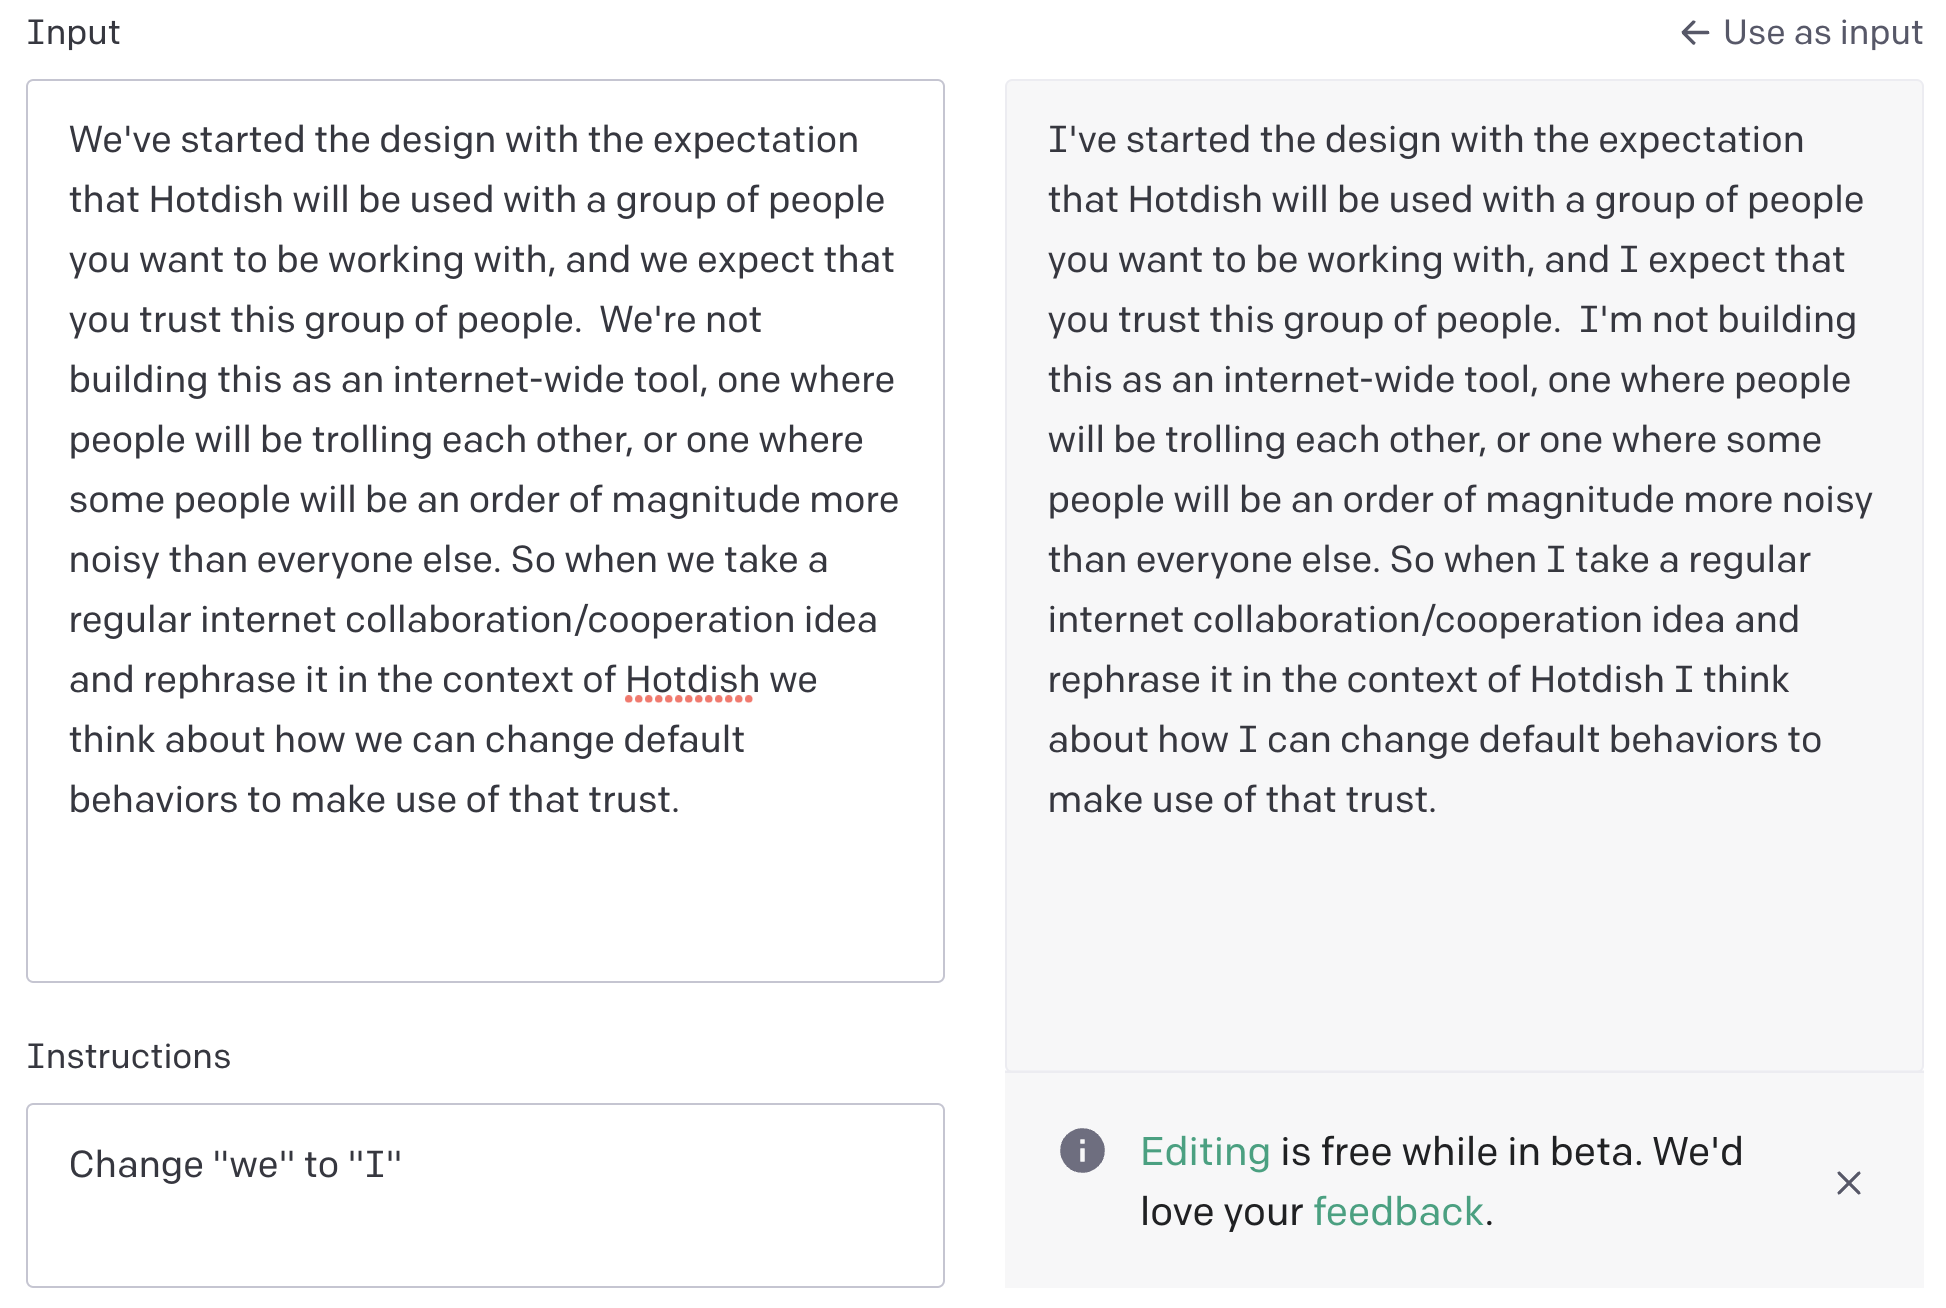 Input
We've started the design with the expectation
that Hotdish will be used with a group of people
you want to be working with, and we expect that
you trust this group of people.  We're not
building this as an internet-wide tool, one where
people will be trolling each other, or one where
some people will be an order of magnitude more
noisy than everyone else. So when we take a
regular internet collaboration/cooperation idea
and rephrase it in the context of Hotdish we
think about how we can change default
behaviors to make use of that trust.
Instructions
Change "we" to "I"
← Use as input
I've started the design with the expectation
that Hotdish will be used with a group of people
you want to be working with, and I expect that
you trust this group of people.  I'm not building
this as an internet-wide tool, one where people
will be trolling each other, or one where some
people will be an order of magnitude more noisy
than everyone else. So when I take a regular
internet collaboration/cooperation idea and
rephrase it in the context of Hotdish I think
about how I can change default behaviors to
make use of that trust.
Editing is free while in beta. We'd
love your feedback.